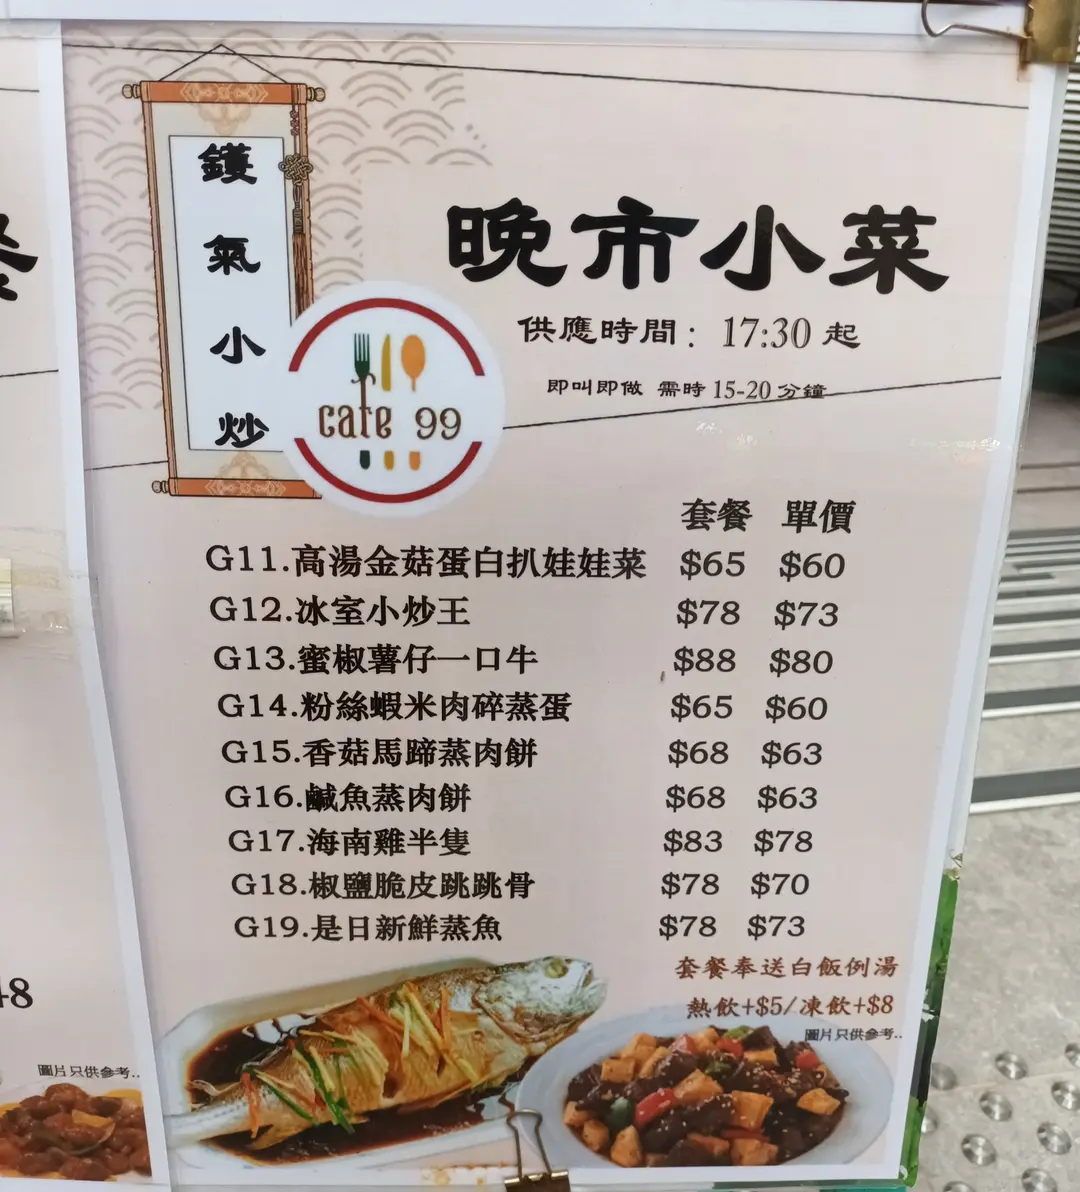 鑊氣小炒
cafe 99
晚市小菜
供應時間：17:30 起
即叫即做 需時 15-20 分鐘
套餐 單價
G11.高湯金菇蛋白扒娃娃菜 $65 $60
G12.冰室小炒王 $78 $73
G13.蜜椒薯仔一口牛 $88 $80
G14.粉絲蝦米肉碎蒸蛋 $65 $60
G15.香菇馬蹄蒸肉餅 $68 $63
G16.鹹魚蒸肉餅 $68 $63
G17.海南雞半隻 $83 $78
G18.椒鹽脆皮跳跳骨 $78 $70
G19.是日新鮮蒸魚 $78 $73
套餐奉送白飯例湯
熱飲+$5/凍飲+$8
圖片只供參考..
圖片只供參考..